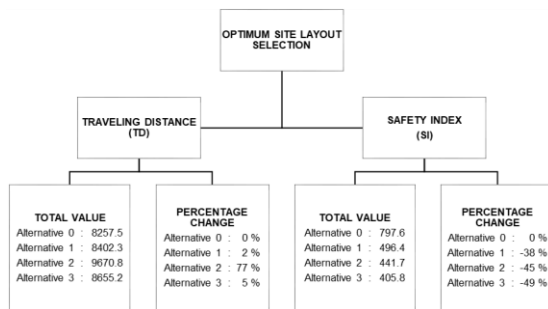 OPTIMUM SITE LAYOUT
SELECTION
TRAVELING DISTANCE
(TD)
SAFETY INDEX
(SI)
TOTAL VALUE
Alternative 0 : 8257.5
Alternative 1 : 8402.3
Alternative 2 : 9670.8
Alternative 3 : 8655.2
PERCENTAGE
CHANGE
Alternative 0 : 0 %
Alternative 1 : 2 %
Alternative 2 : 77 %
Alternative 3 : 5 %
TOTAL VALUE
Alternative 0 : 797.6
Alternative 1 : 496.4
Alternative 2 : 441.7
Alternative 3 : 405.8
PERCENTAGE
CHANGE
Alternative 0 : 0 %
Alternative 1 : -38 %
Alternative 2 : -45 %
Alternative 3 : -49 %